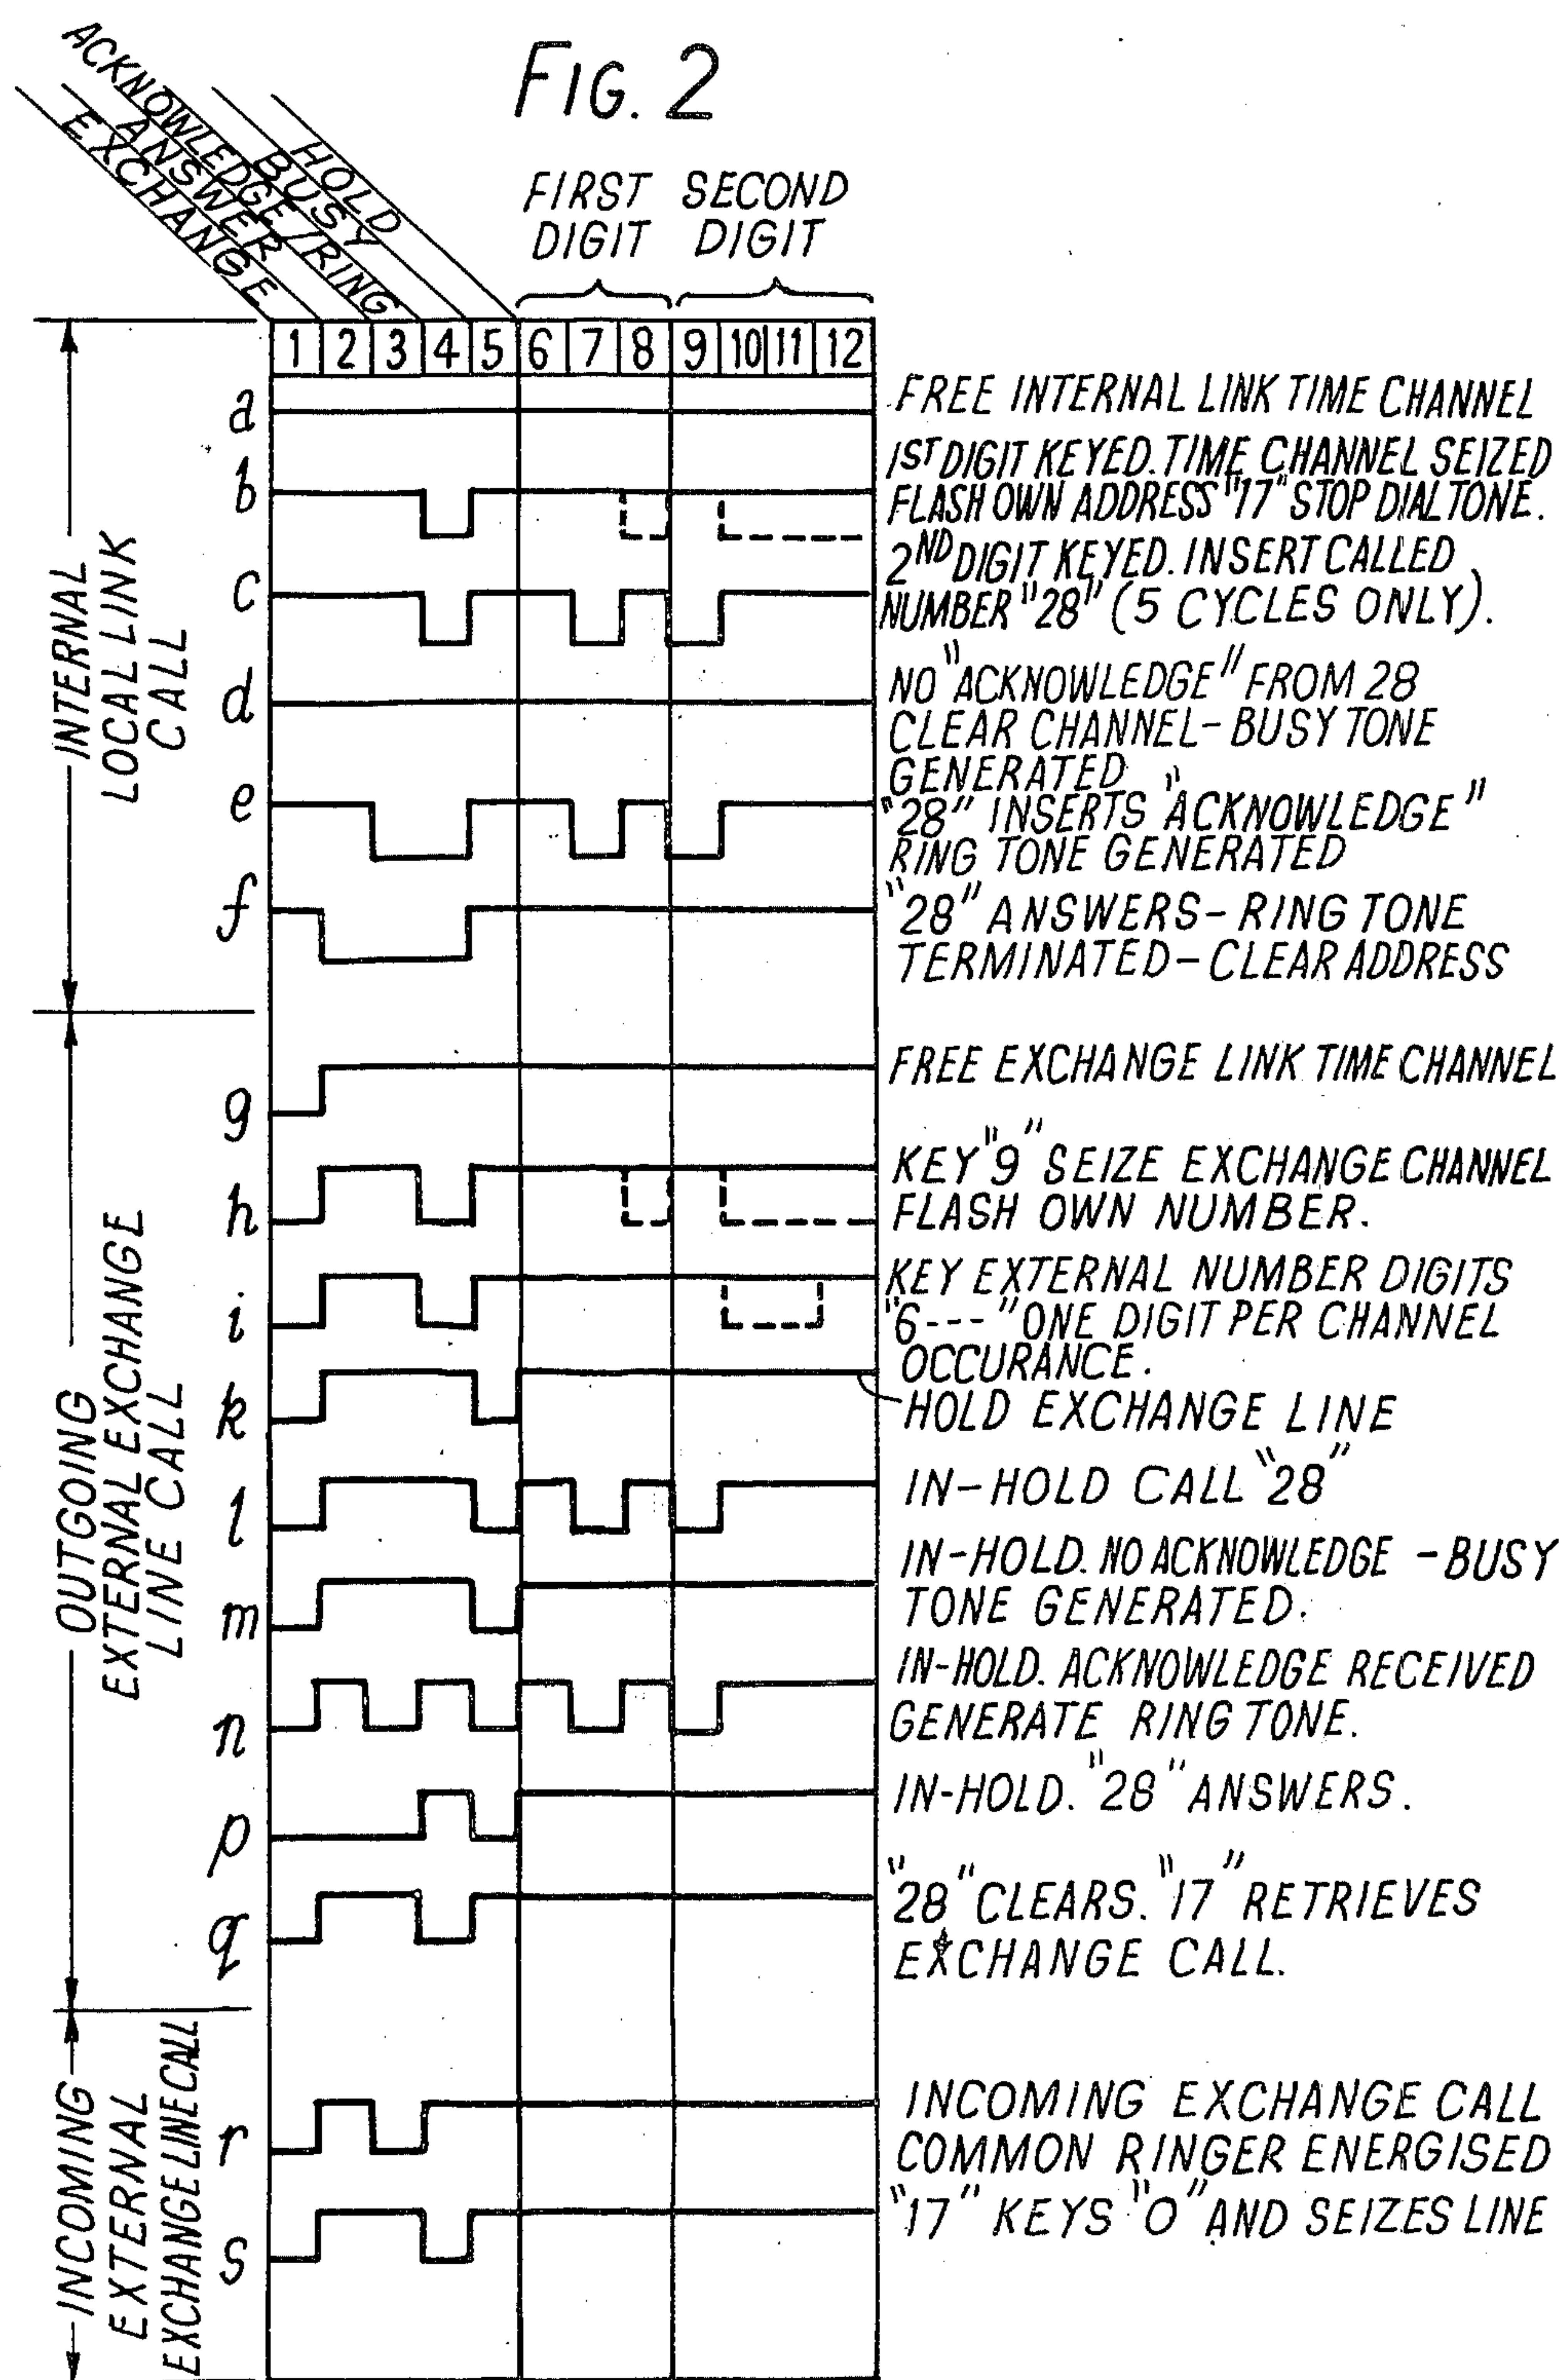 FIG. 2
ACKNOWLEDGE/RING
ANSWER
EXCHANGE
BUSY
HOLD
FIRST DIGIT
SECOND DIGIT
1 2 3 4 5 6 7 8 9 10 11 12
INTERNAL
LOCAL LINK
CALL
a
FREE INTERNAL LINK TIME CHANNEL
b
1ST DIGIT KEYED. TIME CHANNEL SEIZED
FLASH OWN ADDRESS "17" STOP DIAL TONE.
c
2ND DIGIT KEYED. INSERT CALLED
NUMBER "28" (5 CYCLES ONLY).
d
NO "ACKNOWLEDGE" FROM 28
CLEAR CHANNEL - BUSY TONE
GENERATED
e
"28" INSERTS "ACKNOWLEDGE"
RING TONE GENERATED
f
"28" ANSWERS - RING TONE
TERMINATED - CLEAR ADDRESS
OUTGOING
EXTERNAL EXCHANGE
LINE CALL
g
FREE EXCHANGE LINK TIME CHANNEL
h
KEY "9" SEIZE EXCHANGE CHANNEL
FLASH OWN NUMBER.
i
KEY EXTERNAL NUMBER DIGITS
"6---" ONE DIGIT PER CHANNEL
OCCURANCE.
k
HOLD EXCHANGE LINE
l
IN-HOLD CALL "28"
m
IN-HOLD. NO ACKNOWLEDGE - BUSY
TONE GENERATED.
n
IN-HOLD. ACKNOWLEDGE RECEIVED
GENERATE RING TONE.
p
IN-HOLD. "28" ANSWERS.
q
"28" CLEARS. "17" RETRIEVES
EXCHANGE CALL.
INCOMING
EXTERNAL
EXCHANGE LINE CALL
r
INCOMING EXCHANGE CALL
COMMON RINGER ENERGISED
s
"17" KEYS "0" AND SEIZES LINE